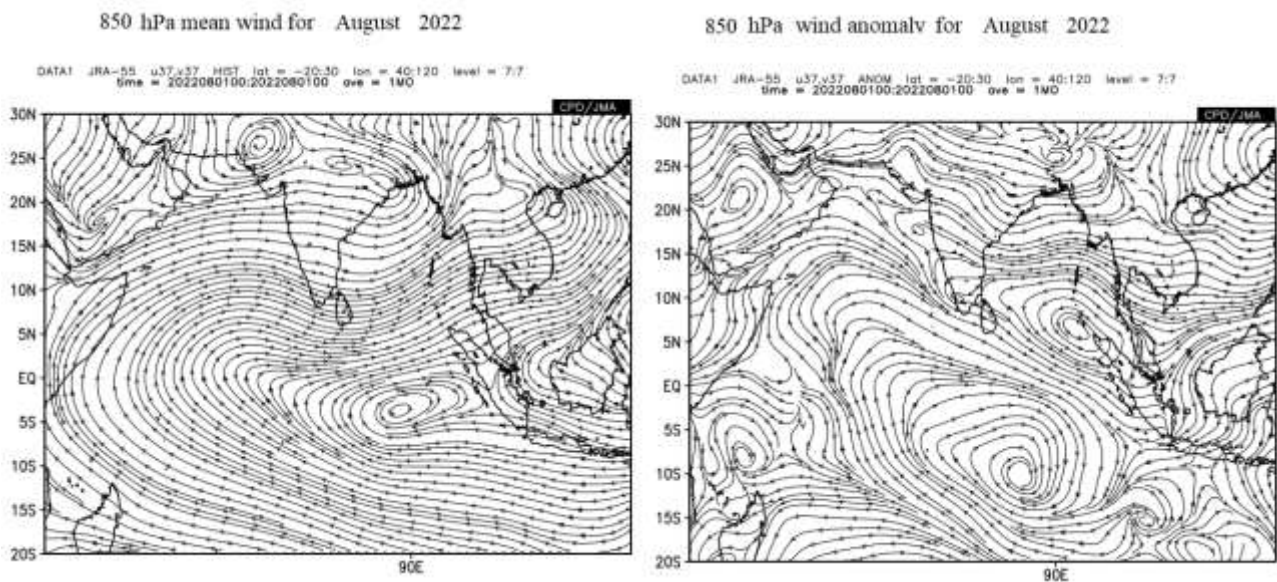 850 hPa mean wind for August 2022
DATA1 JRA-55 u37,v37 HIST lat = -20:30 lon = 40:120 level = 7:7
time = 2022080100:2022080100 ave = 1MO
CPD/JMA
30N
25N
20N
15N
10N
5N
EQ
5S
10S
15S
20S
90E
850 hPa wind anomaly for August 2022
DATA1 JRA-55 u37,v37 ANOM lat = -20:30 lon = 40:120 level = 7:7
time = 2022080100:2022080100 ave = 1MO
CPD/JMA
30N
25N
20N
15N
10N
5N
EQ
5S
10S
15S
20S
90E